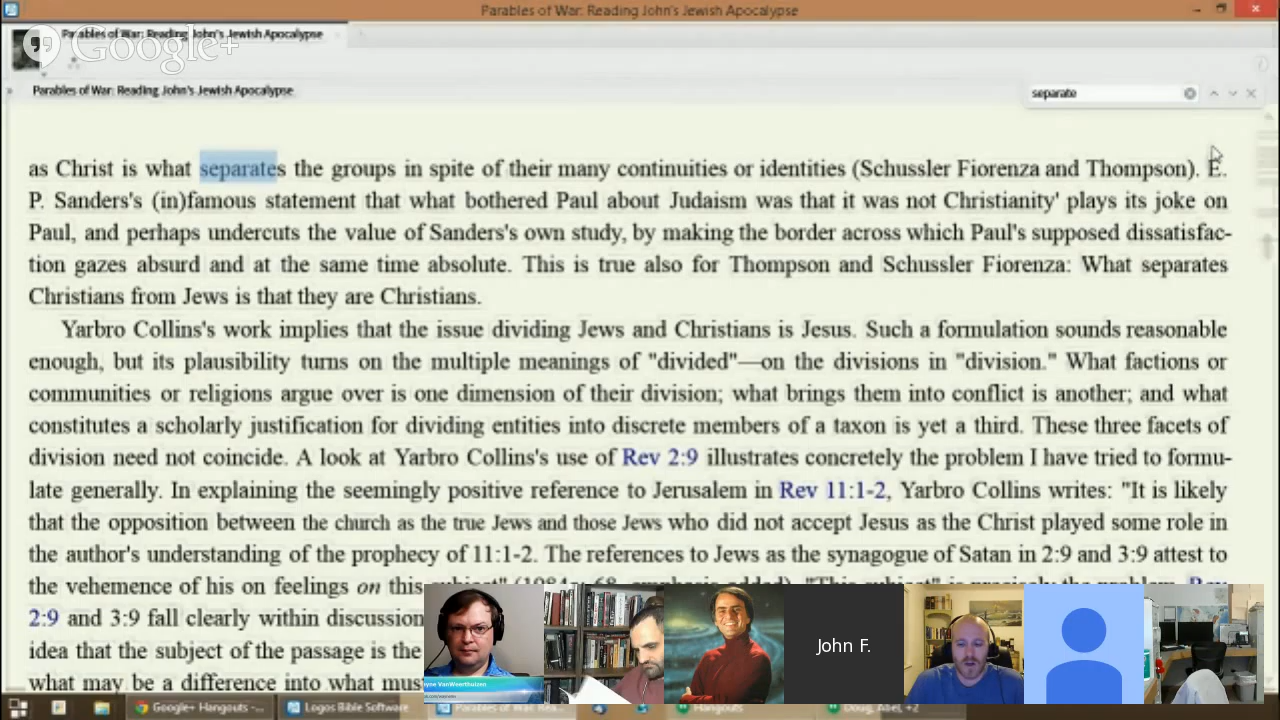 Parables of War: Reading John's Jewish Apocalypse
Parables of War: Reading John's Jewish Apocalypse
Google+
Parables of War: Reading John's Jewish Apocalypse
separate
as Christ is what separates the groups in spite of their many continuities or identities (Schussler Fiorenza and Thompson). E.
P. Sanders's (in)famous statement that what bothered Paul about Judaism was that it was not Christianity' plays its joke on
Paul, and perhaps undercuts the value of Sanders's own study, by making the border across which Paul's supposed dissatisfac-
tion gazes absurd and at the same time absolute. This is true also for Thompson and Schussler Fiorenza: What separates
Christians from Jews is that they are Christians.
Yarbro Collins's work implies that the issue dividing Jews and Christians is Jesus. Such a formulation sounds reasonable
enough, but its plausibility turns on the multiple meanings of "divided"—on the divisions in "division." What factions or
communities or religions argue over is one dimension of their division; what brings them into conflict is another; and what
constitutes a scholarly justification for dividing entities into discrete members of a taxon is yet a third. These three facets of
division need not coincide. A look at Yarbro Collins's use of Rev 2:9 illustrates concretely the problem I have tried to formu-
late generally. In explaining the seemingly positive reference to Jerusalem in Rev 11:1-2, Yarbro Collins writes: "It is likely
that the opposition between the church as the true Jews and those Jews who did not accept Jesus as the Christ played some role in
the author's understanding of the prophecy of 11:1-2. The references to Jews as the synagogue of Satan in 2:9 and 3:9 attest to
the vehemence of his on feelings on this
2:9 and 3:9 fall clearly within discussion
idea that the subject of the passage is the
what may be a difference into what must
yne VanWeerthuizen
John F.
Google+ Hangouts -...
Logos Bible Software
Parables of War: Rea...
Hangouts
Doug, Abel, +2